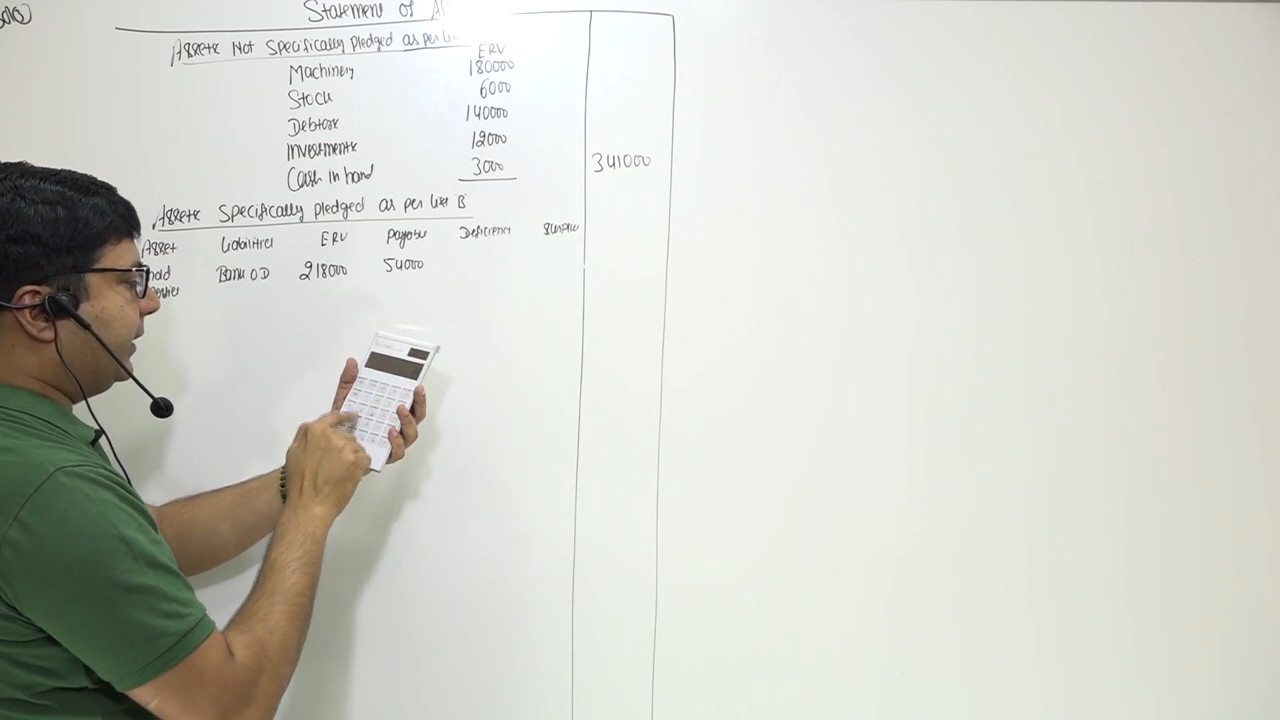 Statement of A
Assets Not Specifically pledged as per Li
ERV
Machinery 180000
Stock 6000
Debtors 140000
Investments 12000
Cash in hand 3000 341000
Assets Specifically pledged as per List B
Asset Liabilities ERV Payable Deficiency Surplus
hold Bank OD 218000 54000